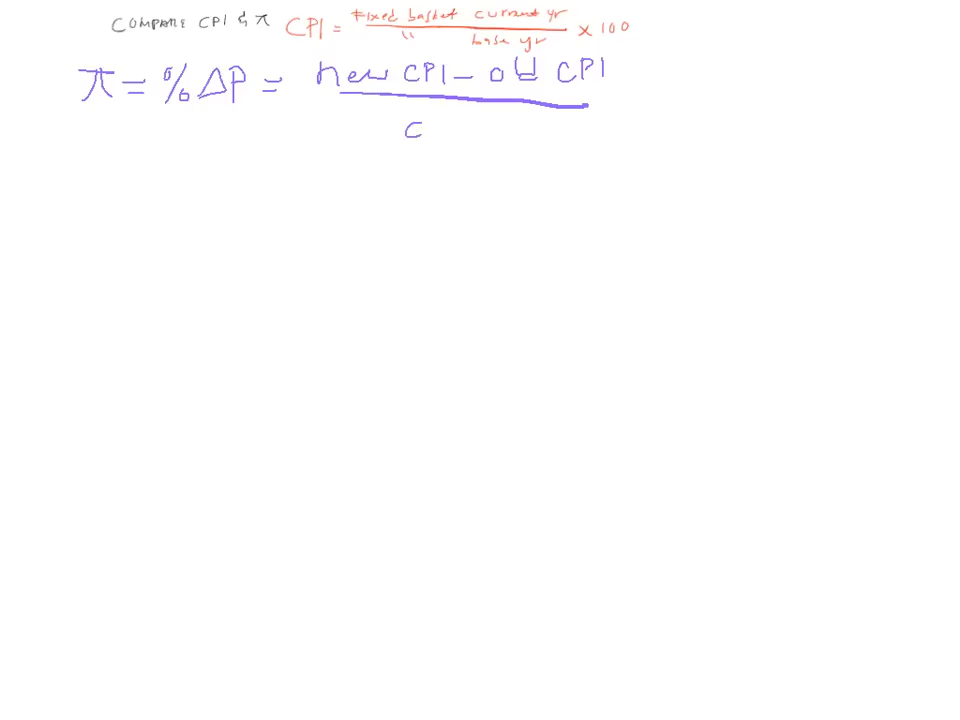 COMPARE CPI & π CPI = fixed basket current yr
" base yr × 100
π = % ΔP = new CPI - old CPI
c